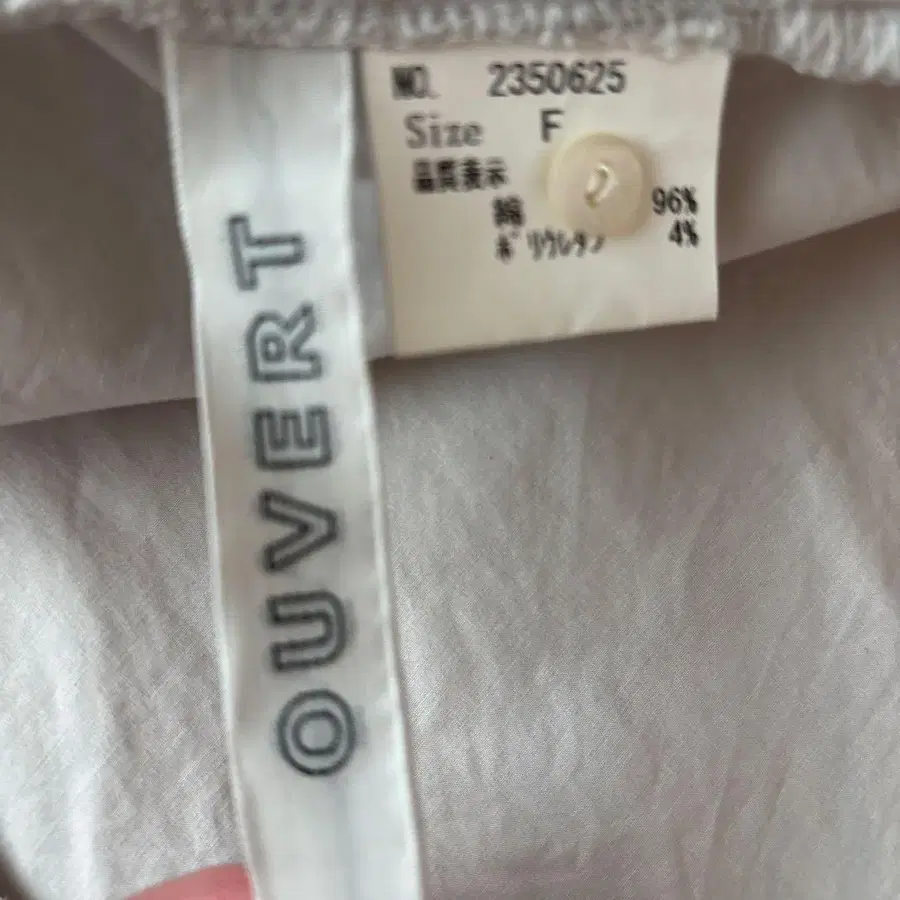 NO. 2350625
Size F
品質表示
綿 96%
ポリウレタン 4%
OUVERT